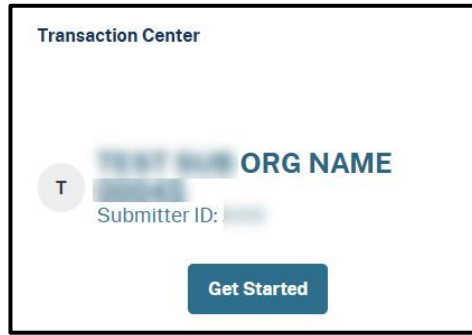 Transaction Center
ORG NAME
T
Submitter ID:
Get Started